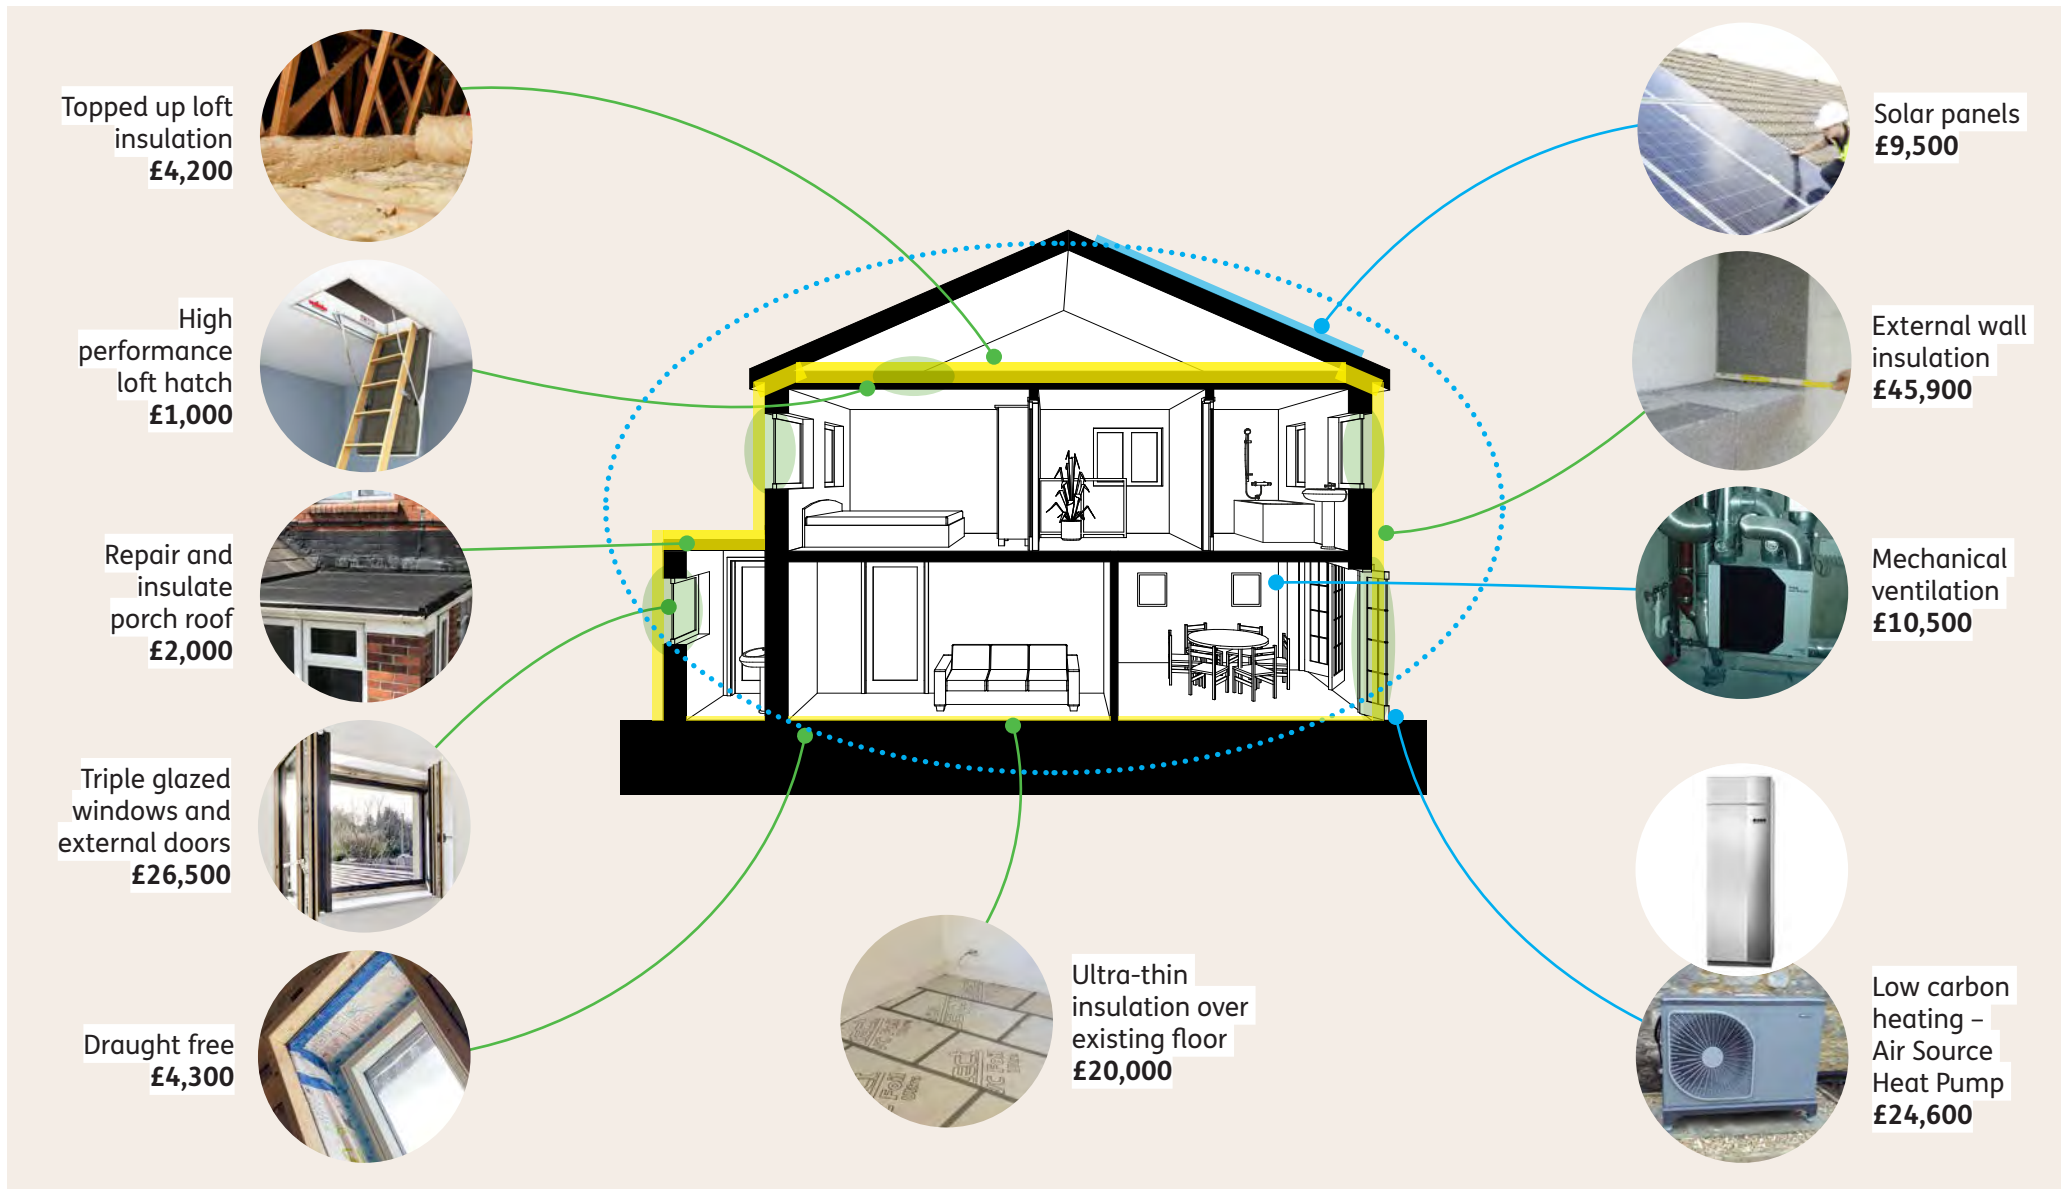 Topped up loft
insulation
£4,200
High
performance
loft hatch
£1,000
Repair and
insulate
porch roof
£2,000
Triple glazed
windows and
external doors
£26,500
Draught free
£4,300
Ultra-thin
insulation over
existing floor
£20,000
Solar panels
£9,500
External wall
insulation
£45,900
Mechanical
ventilation
£10,500
Low carbon
heating –
Air Source
Heat Pump
£24,600